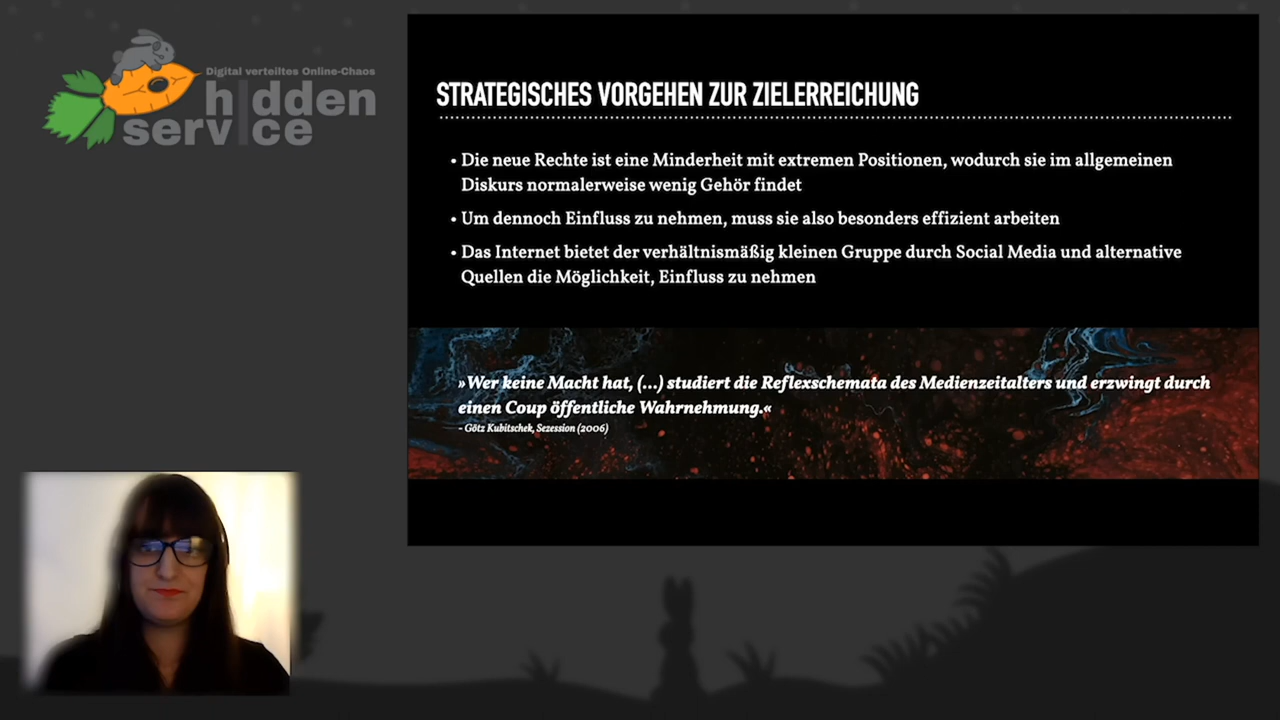 Digital verteiltes Online-Chaos
hidden
service
STRATEGISCHES VORGEHEN ZUR ZIELERREICHUNG
• Die neue Rechte ist eine Minderheit mit extremen Positionen, wodurch sie im allgemeinen
Diskurs normalerweise wenig Gehör findet
• Um dennoch Einfluss zu nehmen, muss sie also besonders effizient arbeiten
• Das Internet bietet der verhältnismäßig kleinen Gruppe durch Social Media und alternative
Quellen die Möglichkeit, Einfluss zu nehmen
»Wer keine Macht hat, (...) studiert die Reflexschemata des Medienzeitalters und erzwingt durch
einen Coup öffentliche Wahrnehmung.«
- Götz Kubitschek, Sezession (2006)